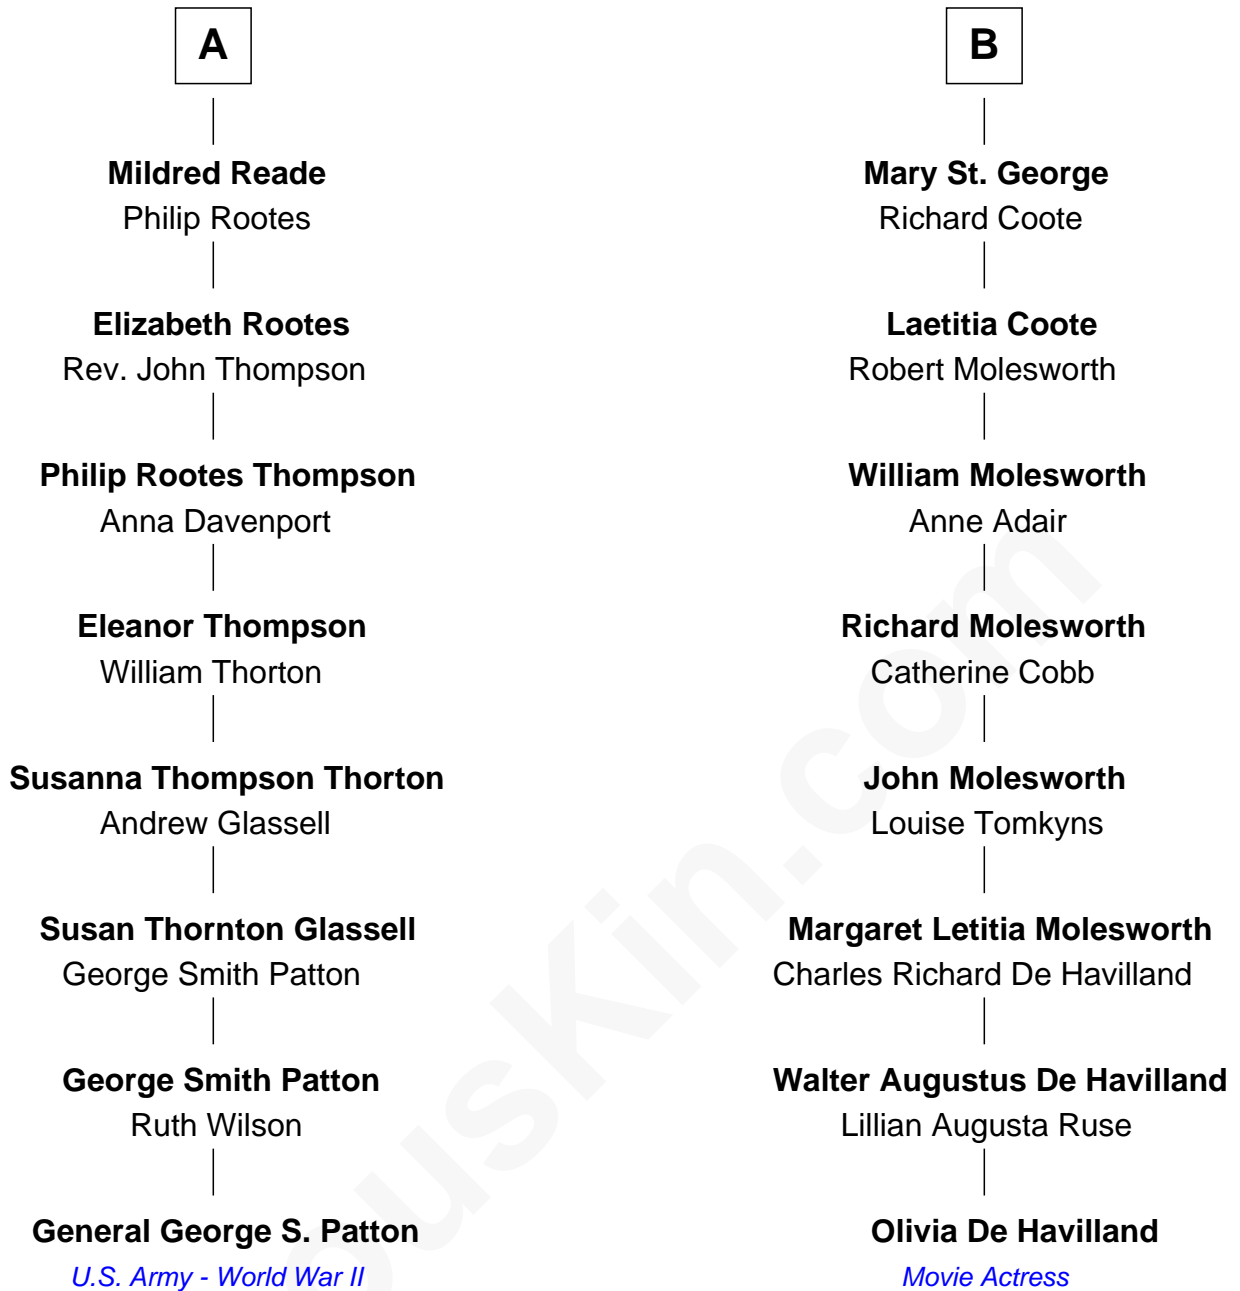 A
Mildred Reade
Philip Rootes
Elizabeth Rootes
Rev. John Thompson
Philip Rootes Thompson
Anna Davenport
Eleanor Thompson
William Thorton
Susanna Thompson Thorton
Andrew Glassell
Susan Thornton Glassell
George Smith Patton
George Smith Patton
Ruth Wilson
General George S. Patton
U.S. Army - World War II
B
Mary St. George
Richard Coote
Laetitia Coote
Robert Molesworth
William Molesworth
Anne Adair
Richard Molesworth
Catherine Cobb
John Molesworth
Louise Tomkyns
Margaret Letitia Molesworth
Charles Richard De Havilland
Walter Augustus De Havilland
Lillian Augusta Ruse
Olivia De Havilland
Movie Actress
ousKin.com